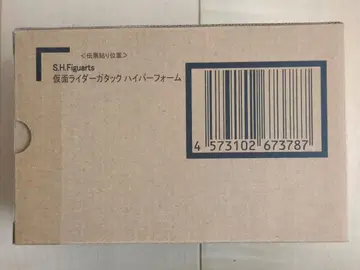 <伝票貼り位置>
S.H.Figuarts
仮面ライダーガタック ハイパーフォーム
4 573102 673787